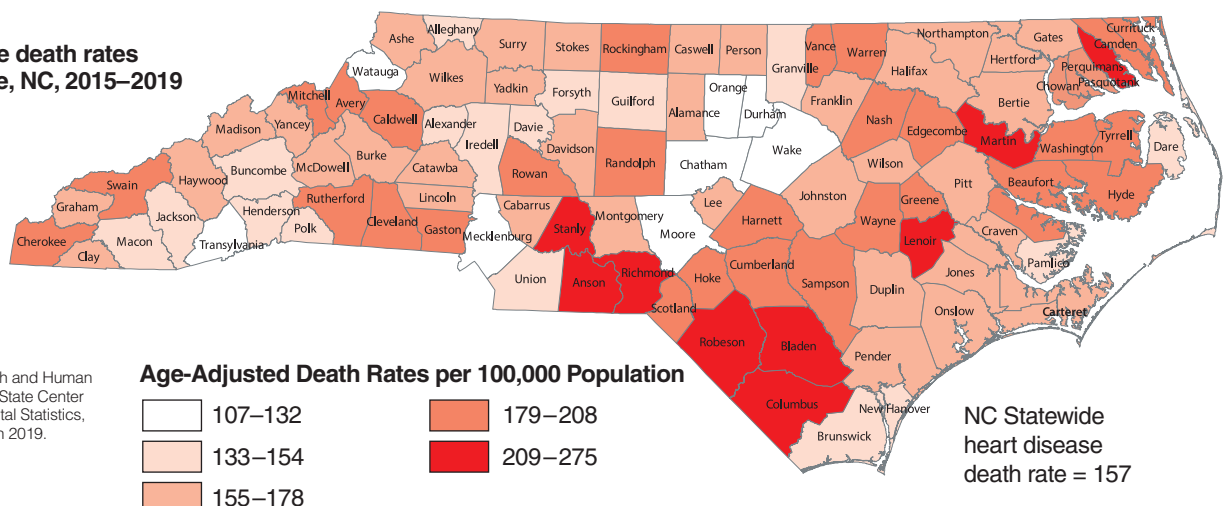 e death rates
e, NC, 2015–2019
Ashe
Alleghany
Surry
Stokes
Rockingham
Caswell
Person
Granville
Vance
Warren
Northampton
Gates
Currituck
Camden
Pasquotank
Perquimans
Chowan
Hertford
Halifax
Bertie
Watauga
Wilkes
Yadkin
Forsyth
Guilford
Alamance
Orange
Durham
Franklin
Nash
Edgecombe
Martin
Washington
Tyrrell
Dare
Mitchell
Avery
Caldwell
Alexander
Iredell
Davie
Davidson
Randolph
Chatham
Wake
Wilson
Pitt
Beaufort
Hyde
Madison
Yancey
McDowell
Burke
Catawba
Rowan
Johnston
Greene
Swain
Haywood
Buncombe
Rutherford
Lincoln
Cabarrus
Stanly
Montgomery
Moore
Lee
Harnett
Wayne
Lenoir
Craven
Pamlico
Graham
Jackson
Henderson
Polk
Cleveland
Gaston
Mecklenburg
Cherokee
Clay
Macon
Transylvania
Union
Anson
Richmond
Scotland
Hoke
Cumberland
Sampson
Duplin
Jones
Onslow
Carteret
Robeson
Bladen
Pender
Columbus
New Hanover
Brunswick
h and Human
State Center
tal Statistics,
n 2019.
Age-Adjusted Death Rates per 100,000 Population
107–132
133–154
155–178
179–208
209–275
NC Statewide
heart disease
death rate = 157